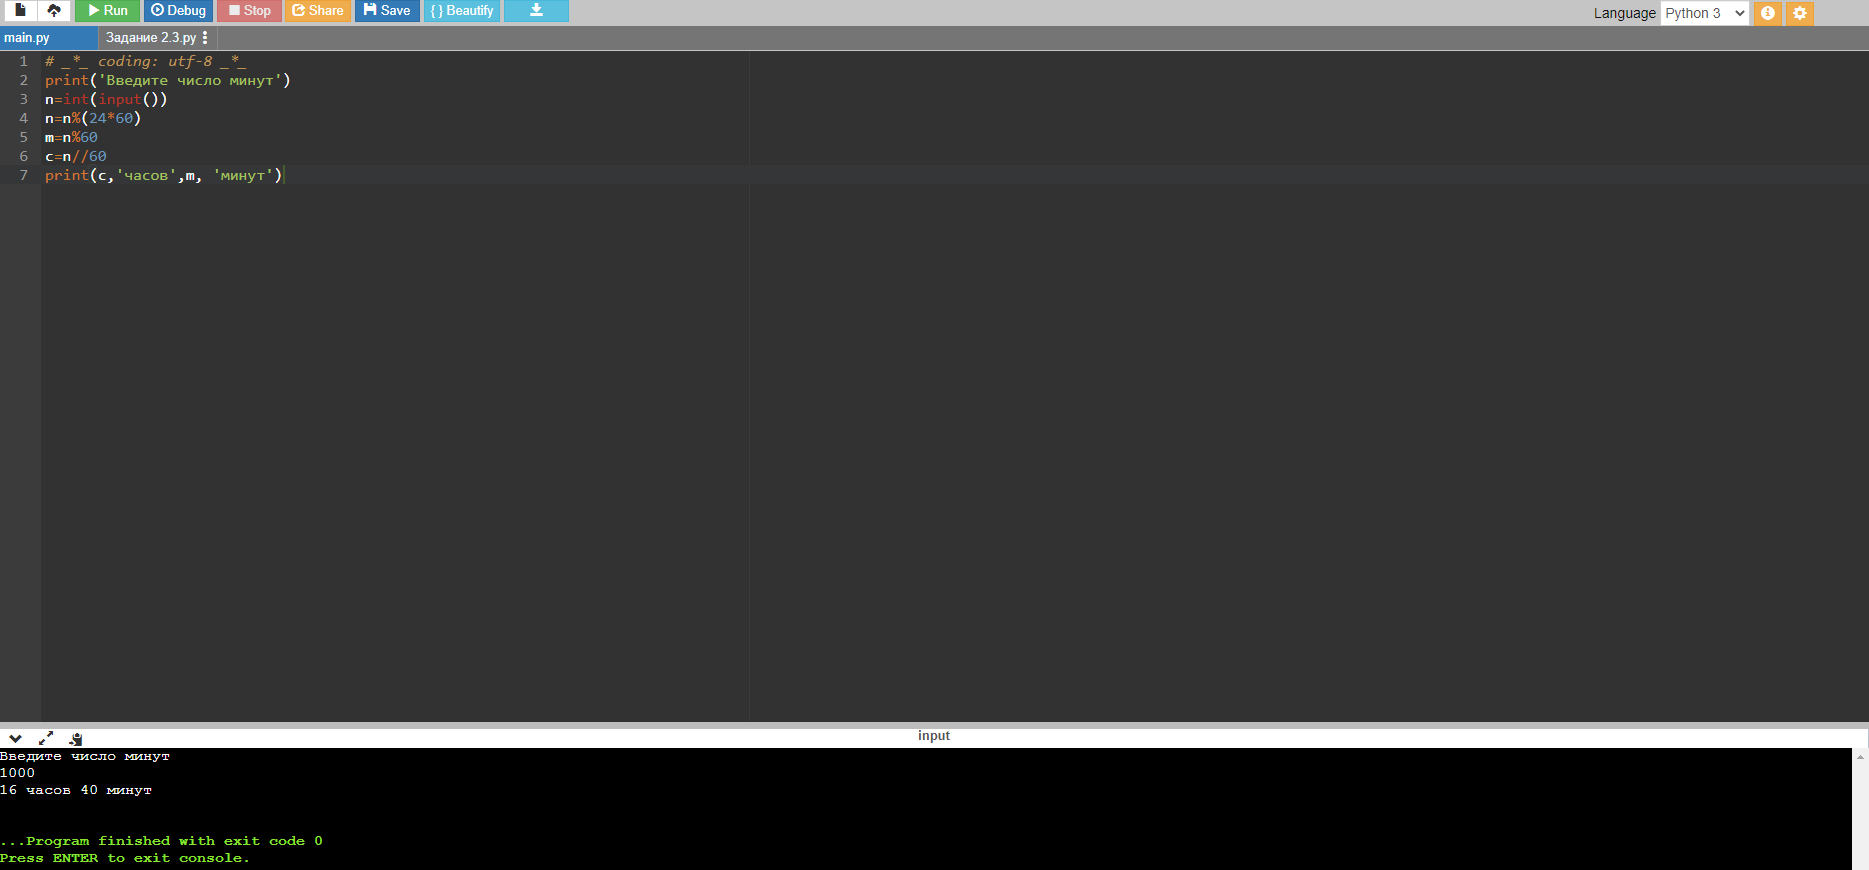 Run Debug Stop Share Save { } Beautify
Language Python 3
main.py Задание 2.3.py
1 # _*_ coding: utf-8 _*_
2 print('Введите число минут')
3 n=int(input())
4 n=n%(24*60)
5 m=n%60
6 c=n//60
7 print(c,'часов',m, 'минут')
input
Введите число минут
1000
16 часов 40 минут
...Program finished with exit code 0
Press ENTER to exit console.